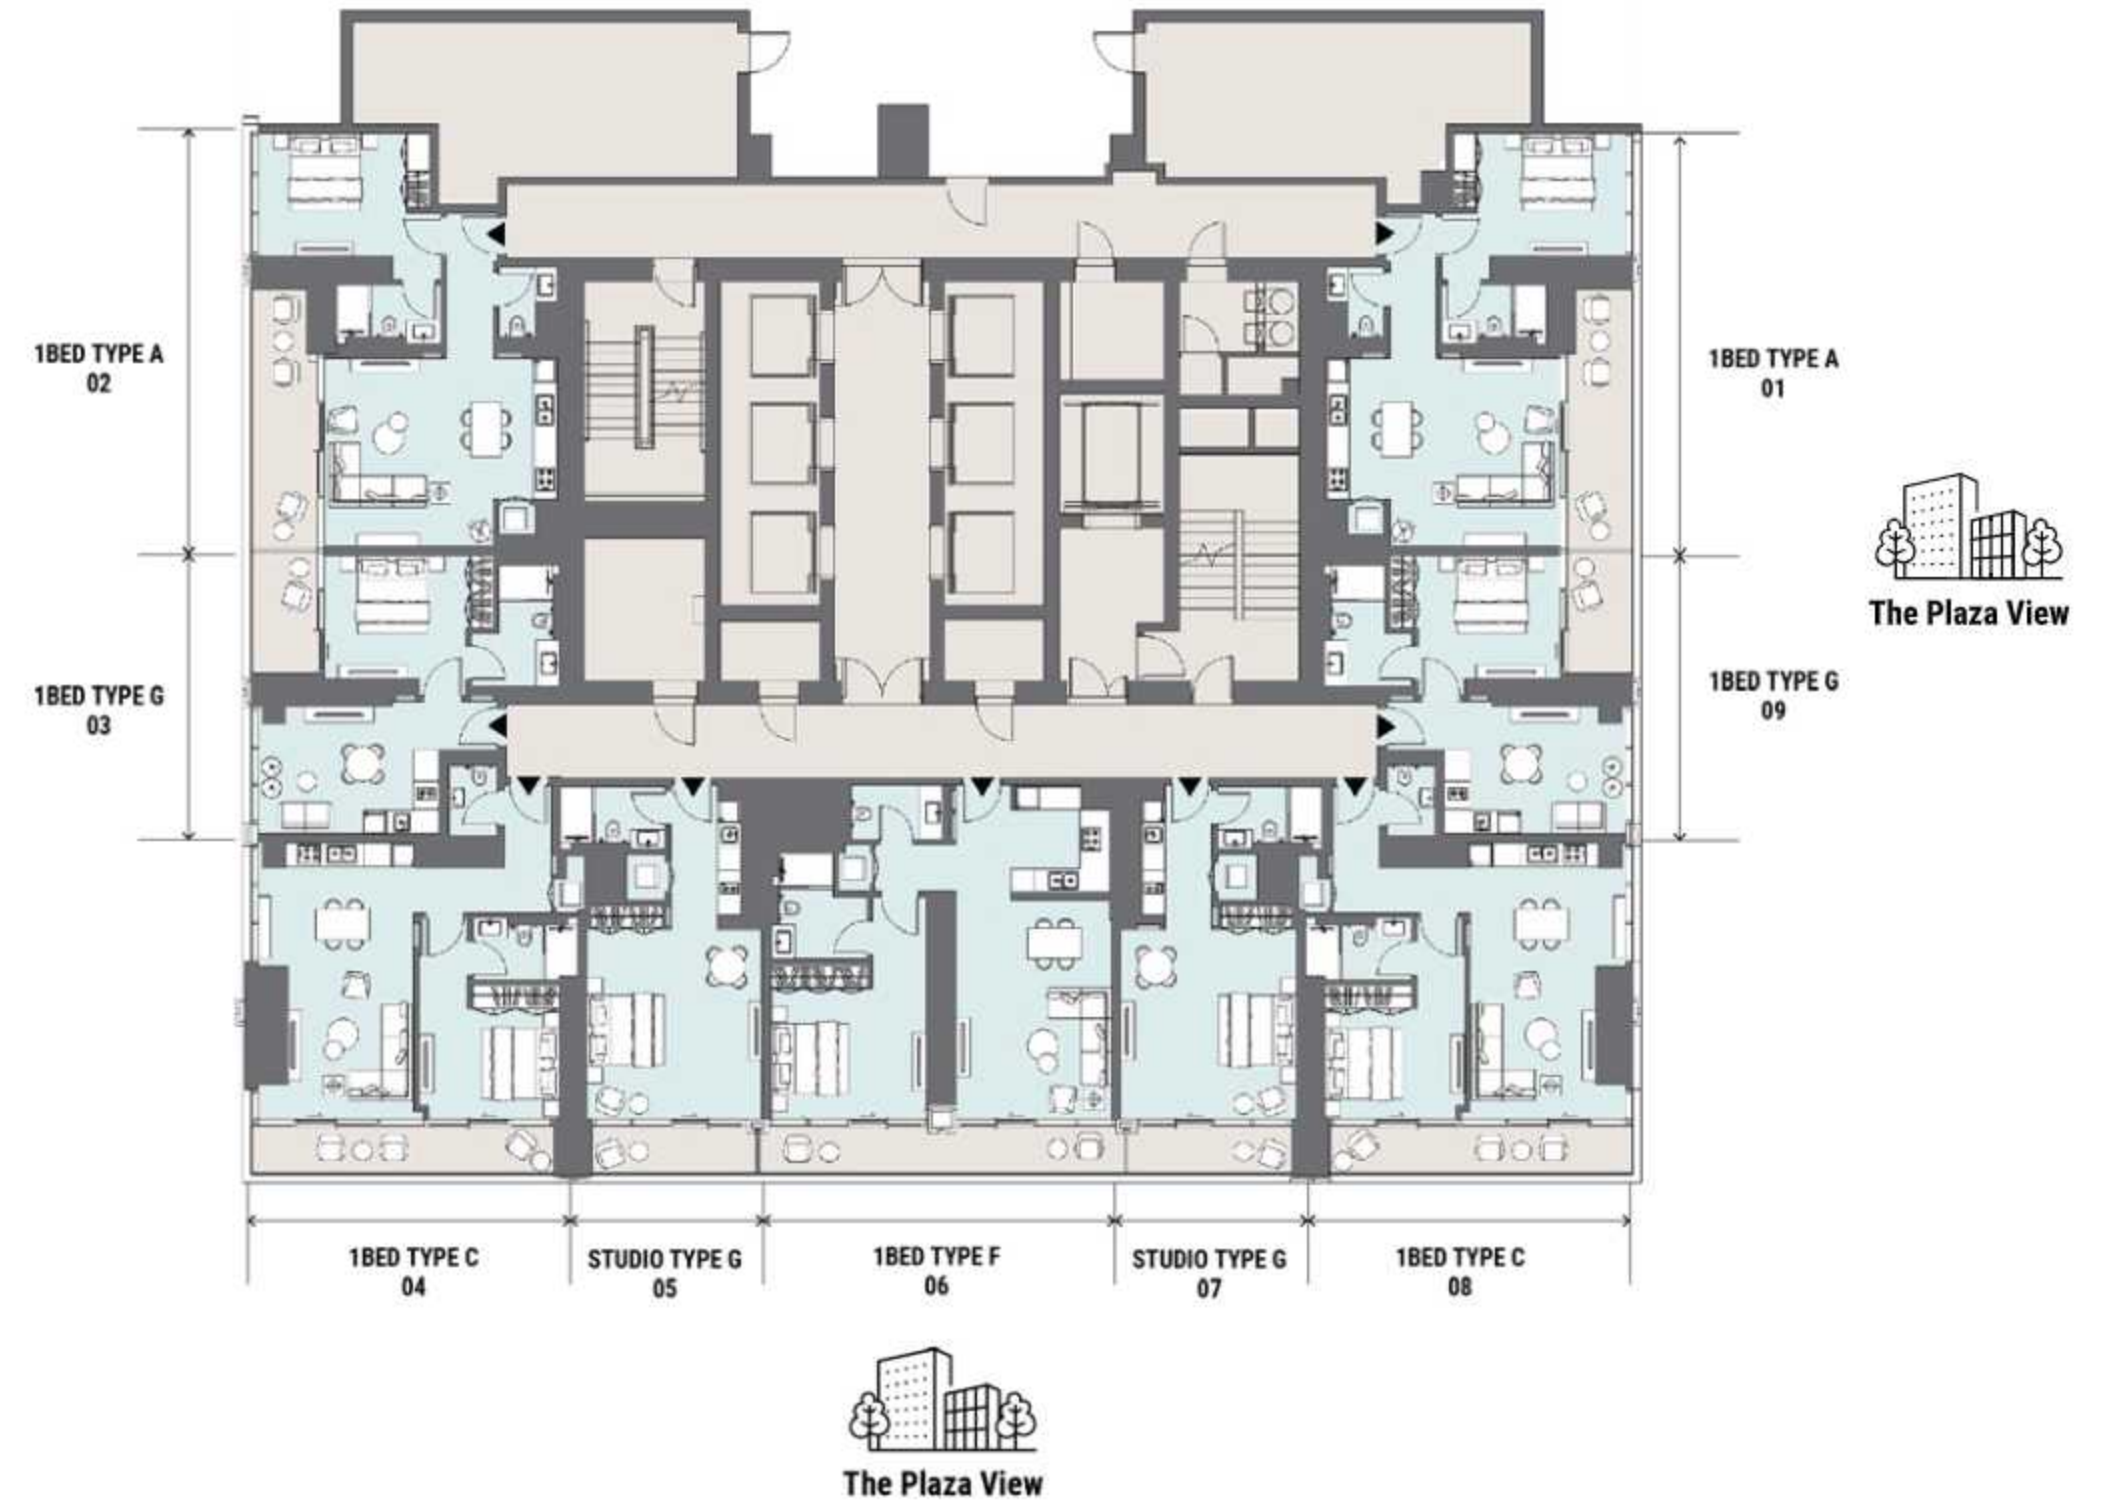 1BED TYPE A
02
1BED TYPE A
01
The Plaza View
1BED TYPE G
03
1BED TYPE G
09
1BED TYPE C
04
STUDIO TYPE G
05
1BED TYPE F
06
STUDIO TYPE G
07
1BED TYPE C
08
The Plaza View